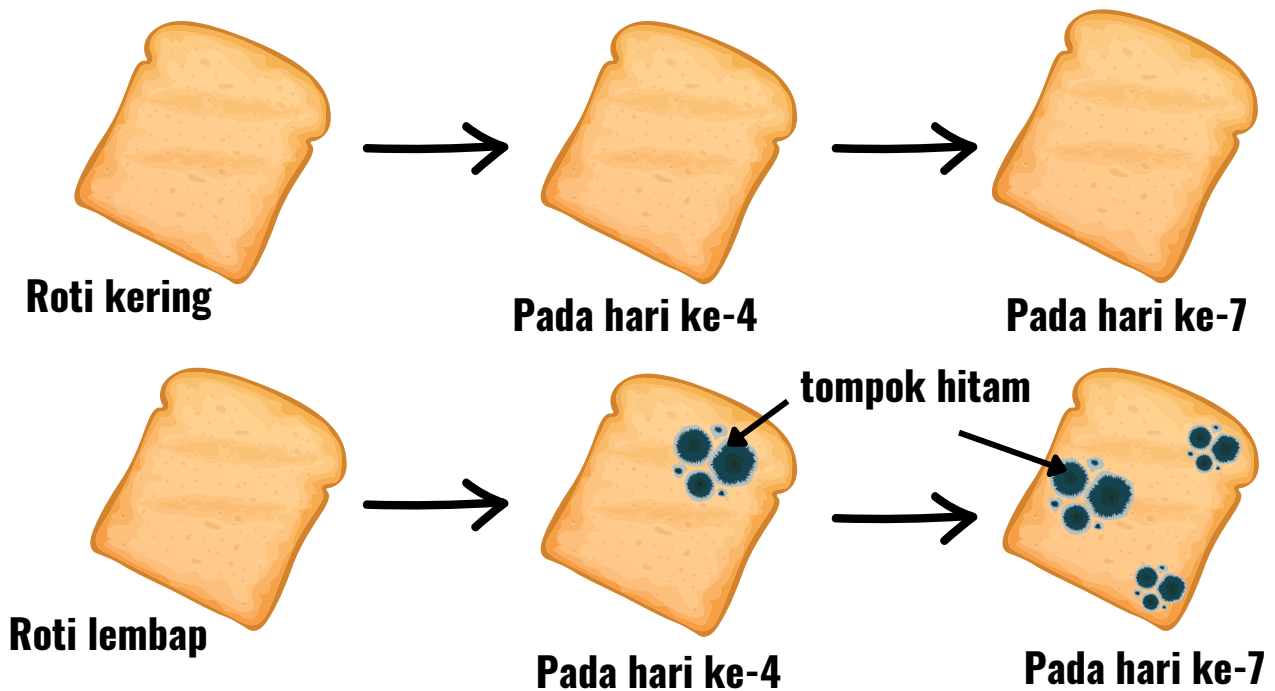 Roti kering
Pada hari ke-4
Pada hari ke-7
tompok hitam
Roti lembap
Pada hari ke-4
Pada hari ke-7